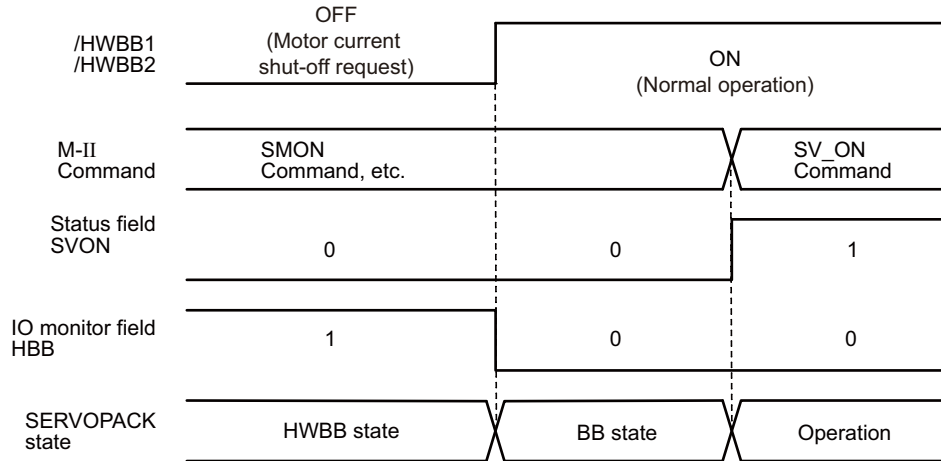 OFF
(Motor current
shut-off request)
/HWBB1
/HWBB2
ON
(Normal operation)
M-II
Command
SMON
Command, etc.
SV_ON
Command
Status field
SVON
0
0
1
IO monitor field
HBB
1
0
0
SERVOPACK
state
HWBB state
BB state
Operation